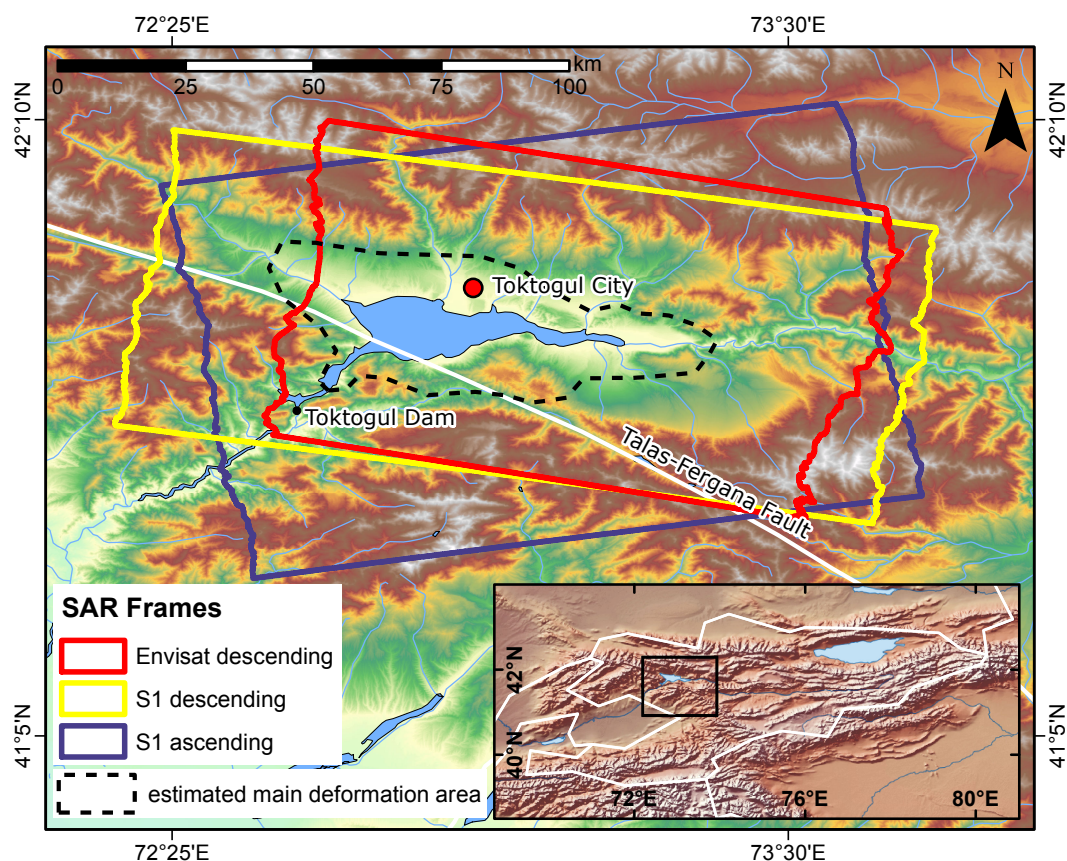 72°25'E 73°30'E
km
0 25 50 75 100
N
42°10'N 42°10'N
Toktogul City
Toktogul Dam
Talas-Fergana Fault
SAR Frames
Envisat descending
S1 descending
S1 ascending
estimated main deformation area
42°N
40°N
72°E 76°E 80°E
41°5'N 41°5'N
72°25'E 73°30'E